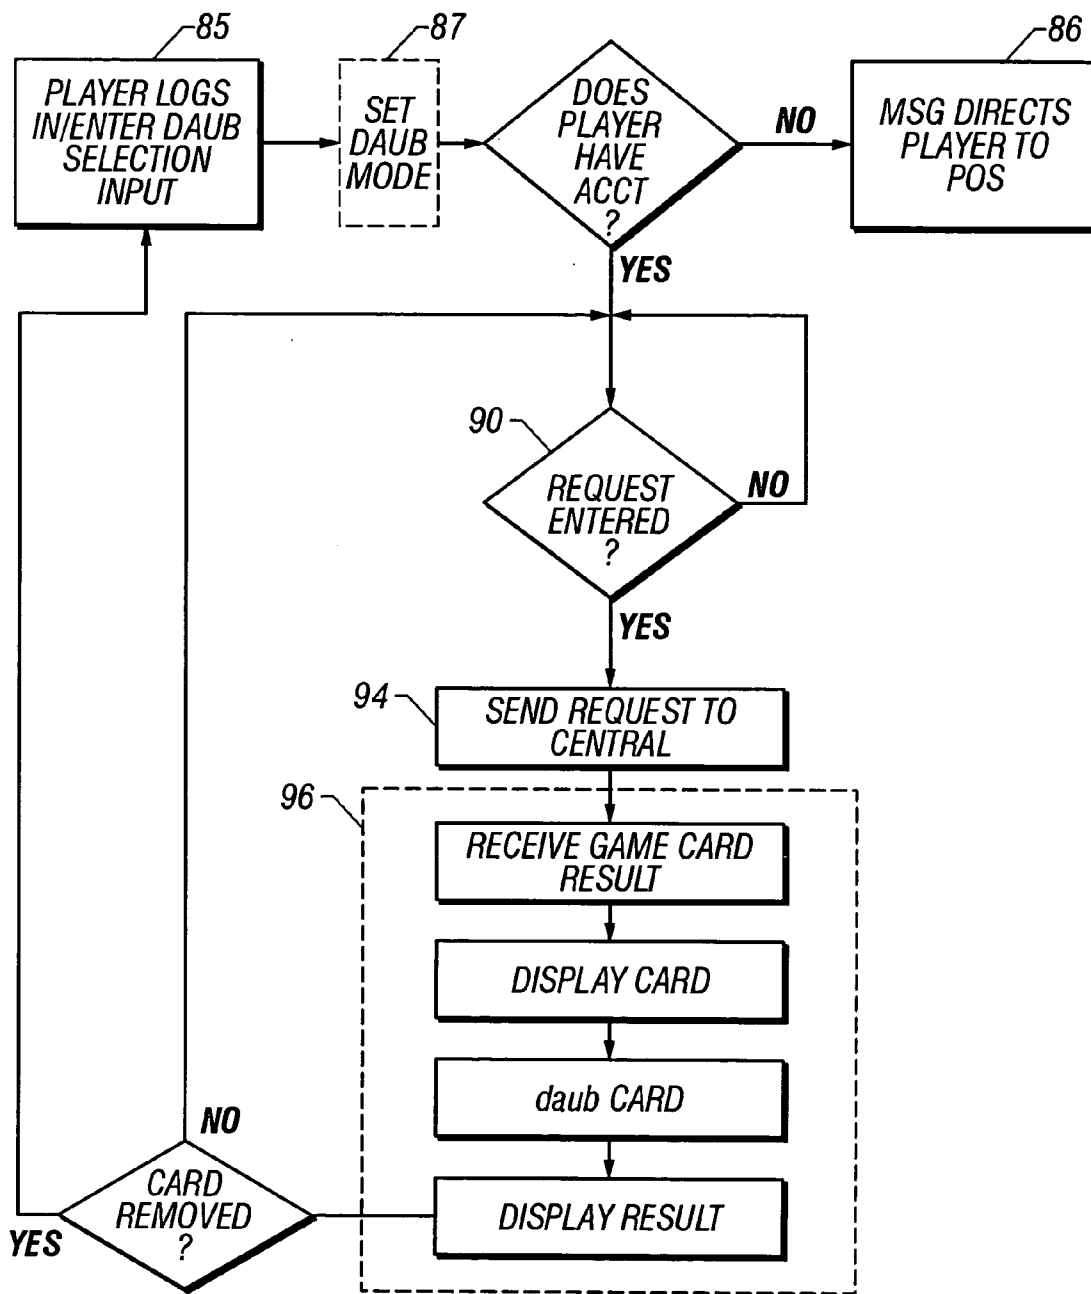 85
PLAYER LOGS
IN/ENTER DAUB
SELECTION
INPUT
87
SET
DAUB
MODE
DOES
PLAYER
HAVE
ACCT
?
NO
86
MSG DIRECTS
PLAYER TO
POS
YES
90
REQUEST
ENTERED
?
NO
YES
94
SEND REQUEST TO
CENTRAL
96
RECEIVE GAME CARD
RESULT
DISPLAY CARD
daub CARD
DISPLAY RESULT
NO
CARD
REMOVED
?
YES